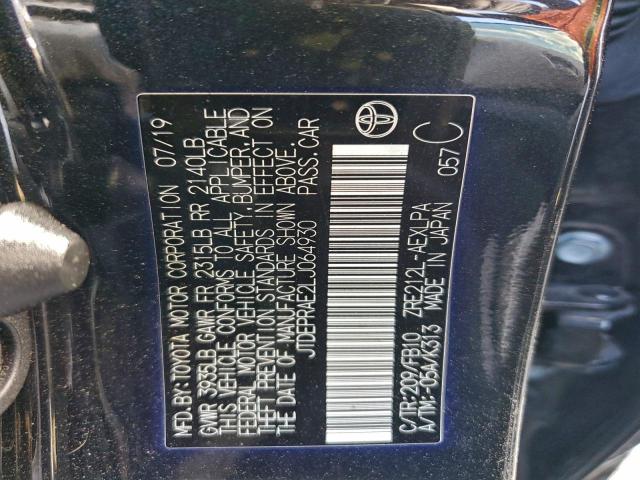 MFD.BY:TOYOTA MOTOR CORPORATION 07/19
GVWR 3935LB GAWR FR 2315LB RR 2140LB
THIS VEHICLE CONFORMS TO ALL APPLICABLE
FEDERAL MOTOR VEHICLE SAFETY, BUMPER, AND
THEFT PREVENTION STANDARDS IN EFFECT ON
THE DATE OF MANUFACTURE SHOWN ABOVE.
JTDEPRAE2LJ064930 PASS.CAR
C/TR:209/FB10 ZRE212L-AEXLPA
A/TM:-05A/K313 MADE IN JAPAN 057 C